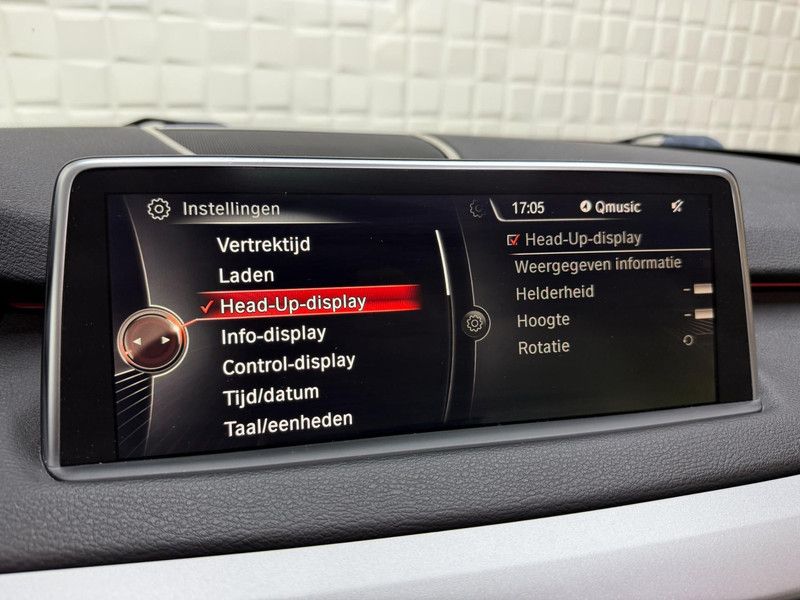 Instellingen
Vertrektijd
Laden
Head-Up-display
Info-display
Control-display
Tijd/datum
Taal/eenheden
17:05 Qmusic
Head-Up-display
Weergegeven informatie
Helderheid
Hoogte
Rotatie